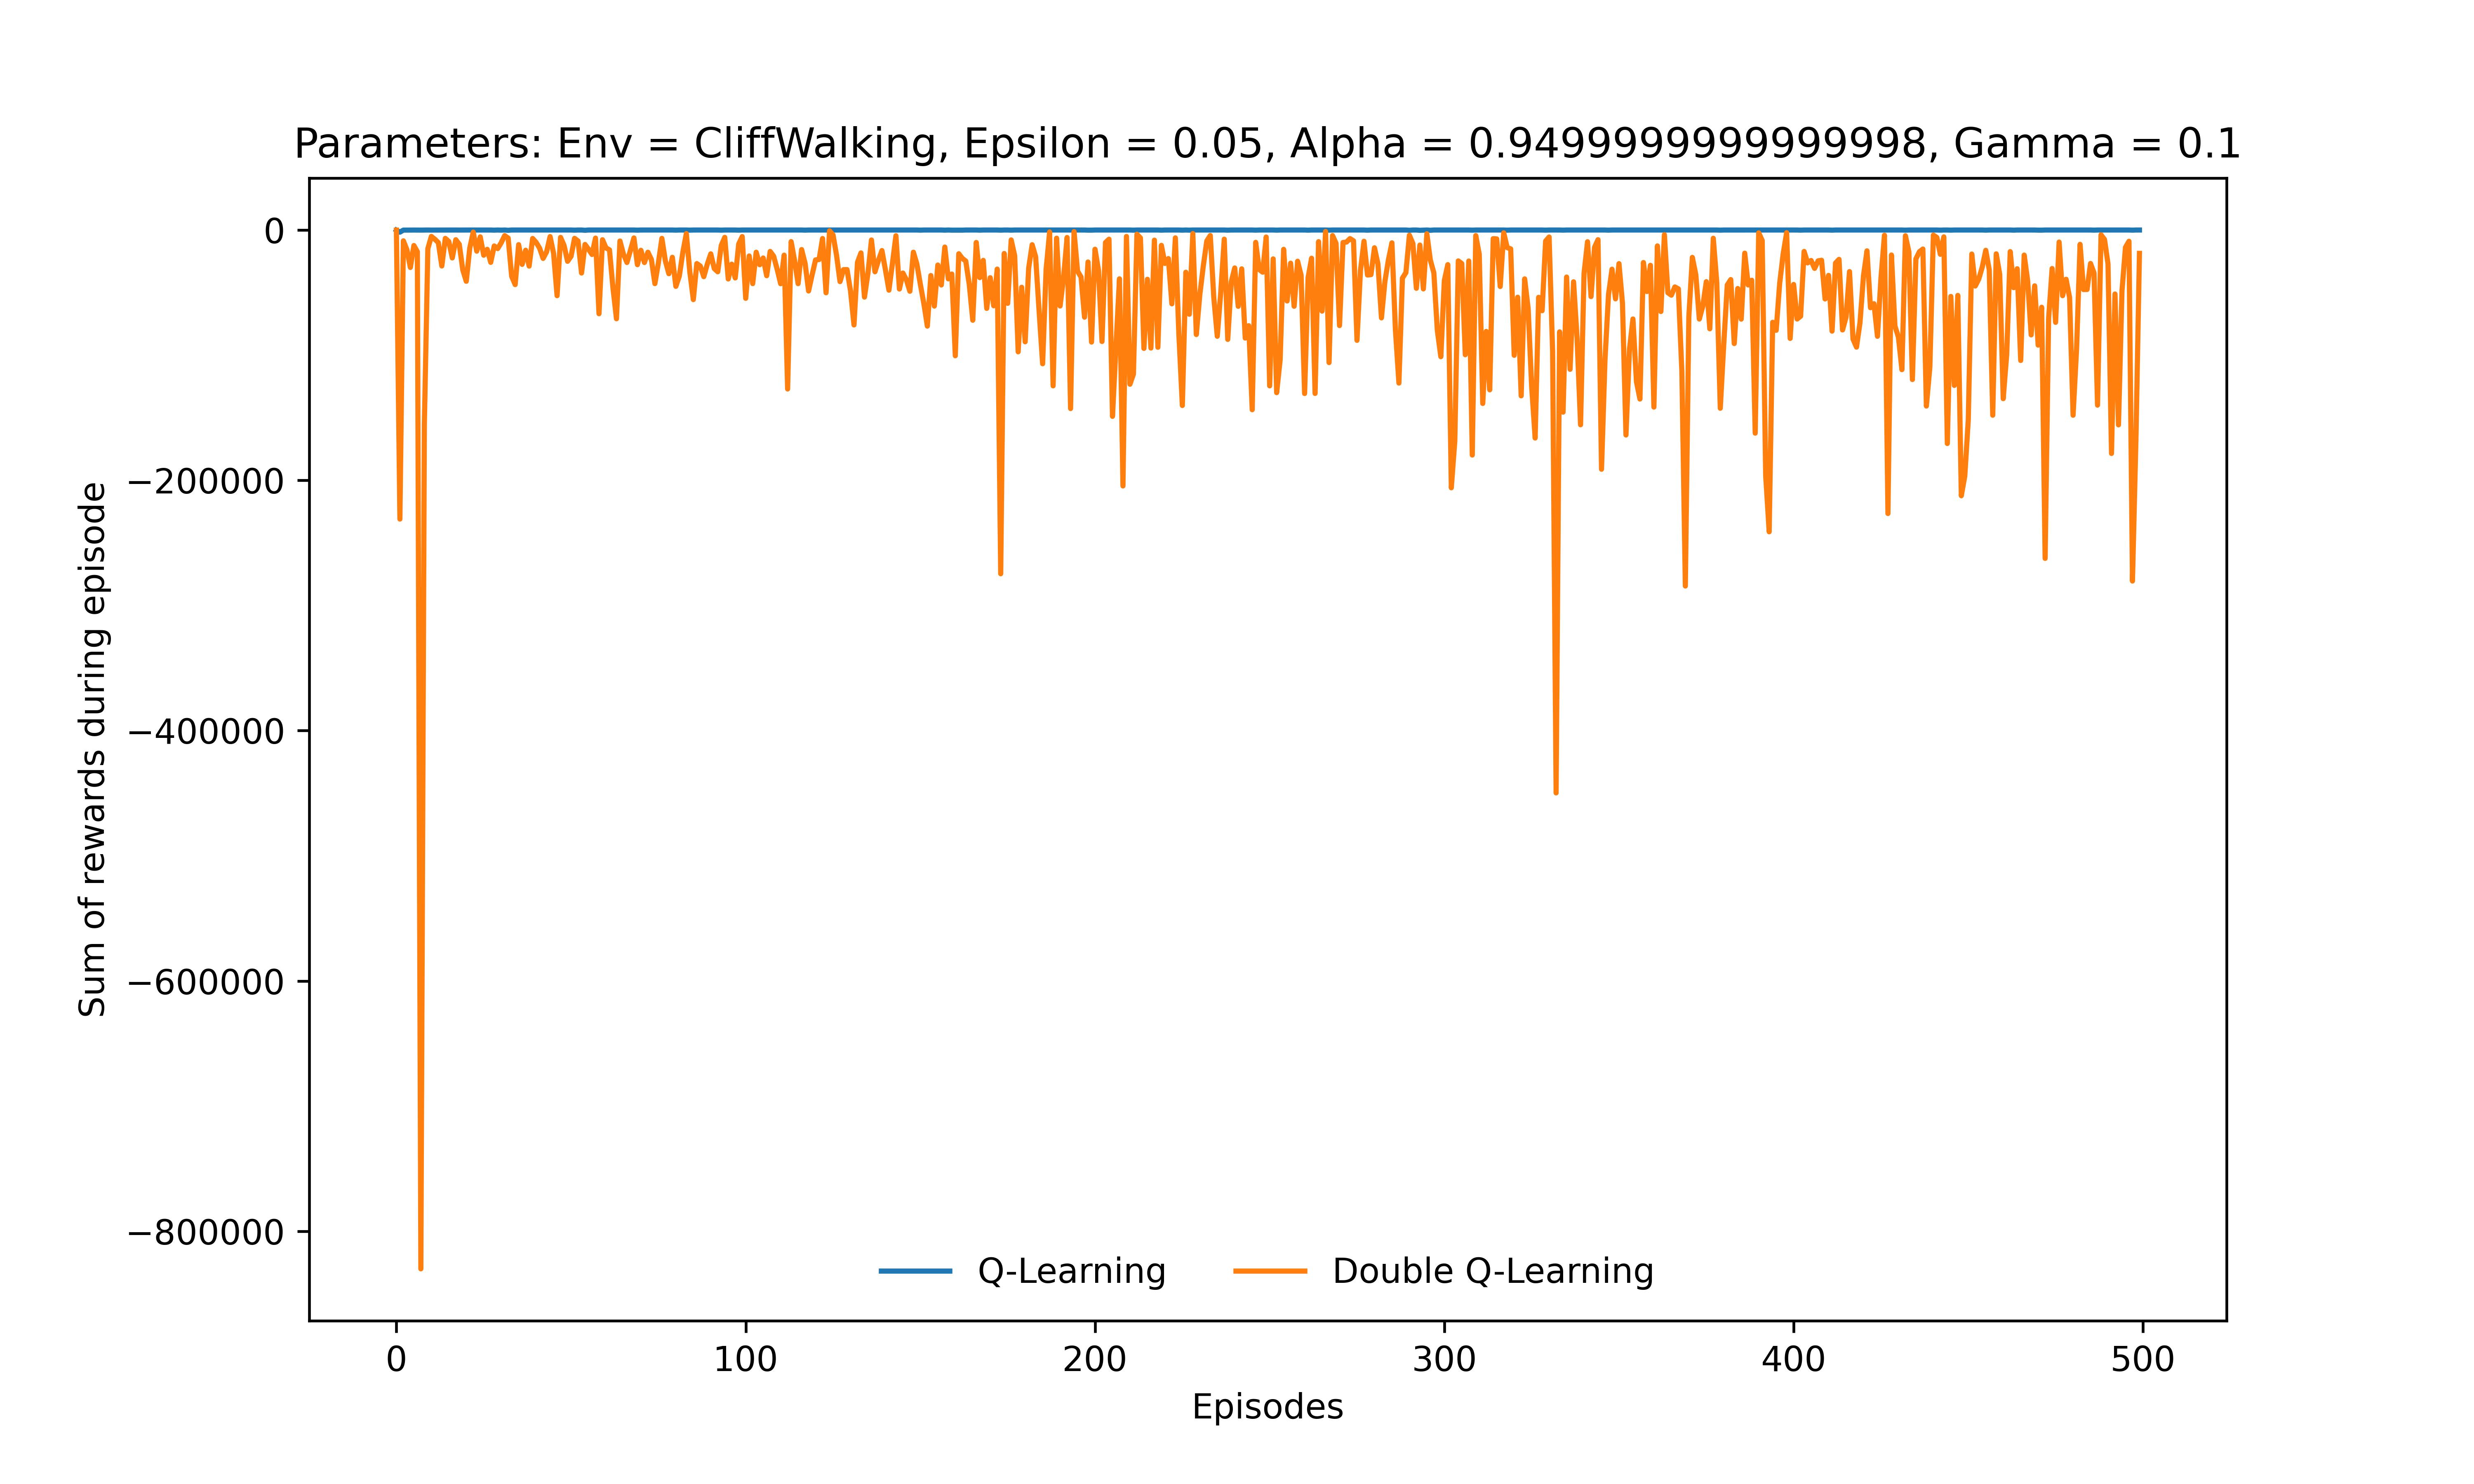 Parameters: Env = CliffWalking, Epsilon = 0.05, Alpha = 0.9499999999999998, Gamma = 0.1
Sum of rewards during episode
0
−200000
−400000
−600000
−800000
Q-Learning
Double Q-Learning
0
100
200
300
400
500
Episodes